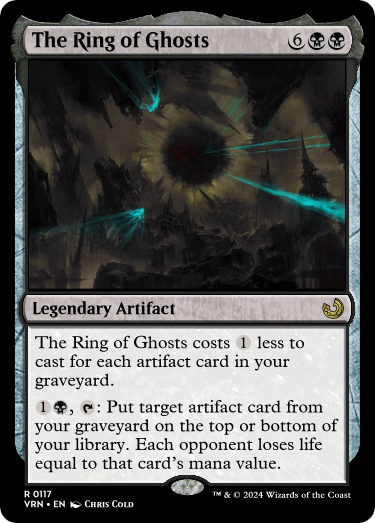 The Ring of Ghosts 6
Legendary Artifact
The Ring of Ghosts costs 1 less to
cast for each artifact card in your
graveyard.
1, : Put target artifact card from
your graveyard on the top or bottom of
your library. Each opponent loses life
equal to that card's mana value.
R 0117
VRN • EN Chris Cold
™ & © 2024 Wizards of the Coast